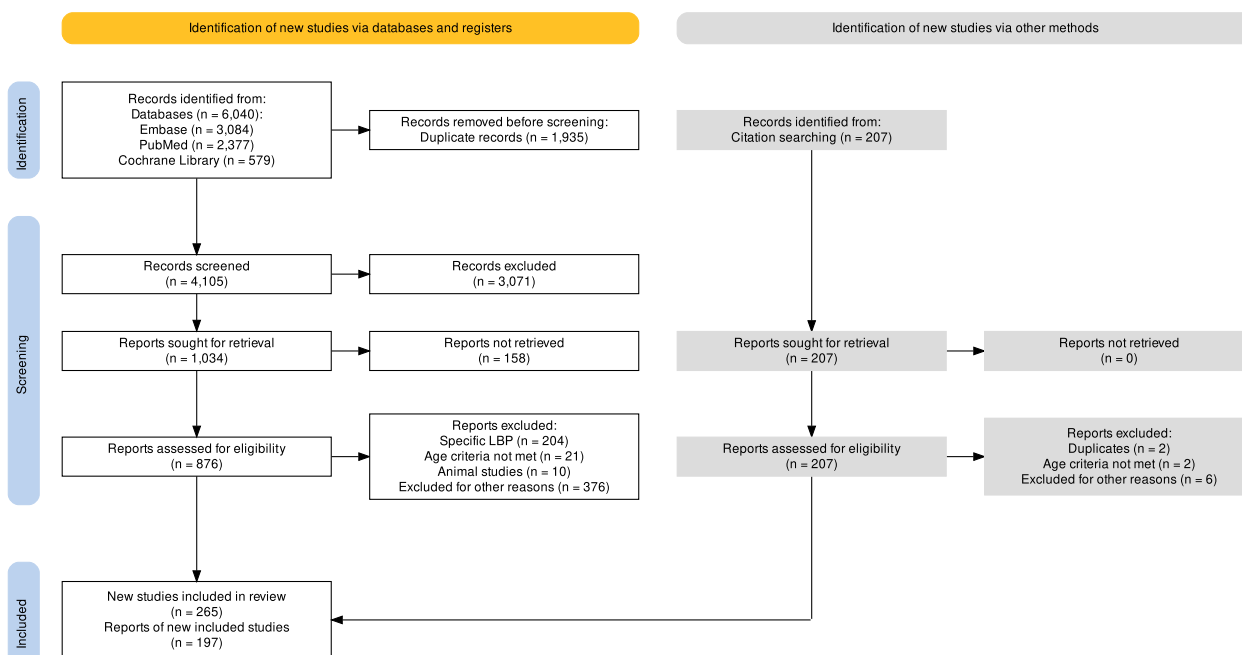 Identification of new studies via databases and registers
Identification of new studies via other methods
Identification
Records identified from:
Databases (n = 6,040):
Embase (n = 3,084)
PubMed (n = 2,377)
Cochrane Library (n = 579)
Records removed before screening:
Duplicate records (n = 1,935)
Records identified from:
Citation searching (n = 207)
Screening
Records screened
(n = 4,105)
Records excluded
(n = 3,071)
Reports sought for retrieval
(n = 1,034)
Reports not retrieved
(n = 158)
Reports sought for retrieval
(n = 207)
Reports not retrieved
(n = 0)
Reports assessed for eligibility
(n = 876)
Reports excluded:
Specific LBP (n = 204)
Age criteria not met (n = 21)
Animal studies (n = 10)
Excluded for other reasons (n = 376)
Reports assessed for eligibility
(n = 207)
Reports excluded:
Duplicates (n = 2)
Age criteria not met (n = 2)
Excluded for other reasons (n = 6)
Included
New studies included in review
(n = 265)
Reports of new included studies
(n = 197)